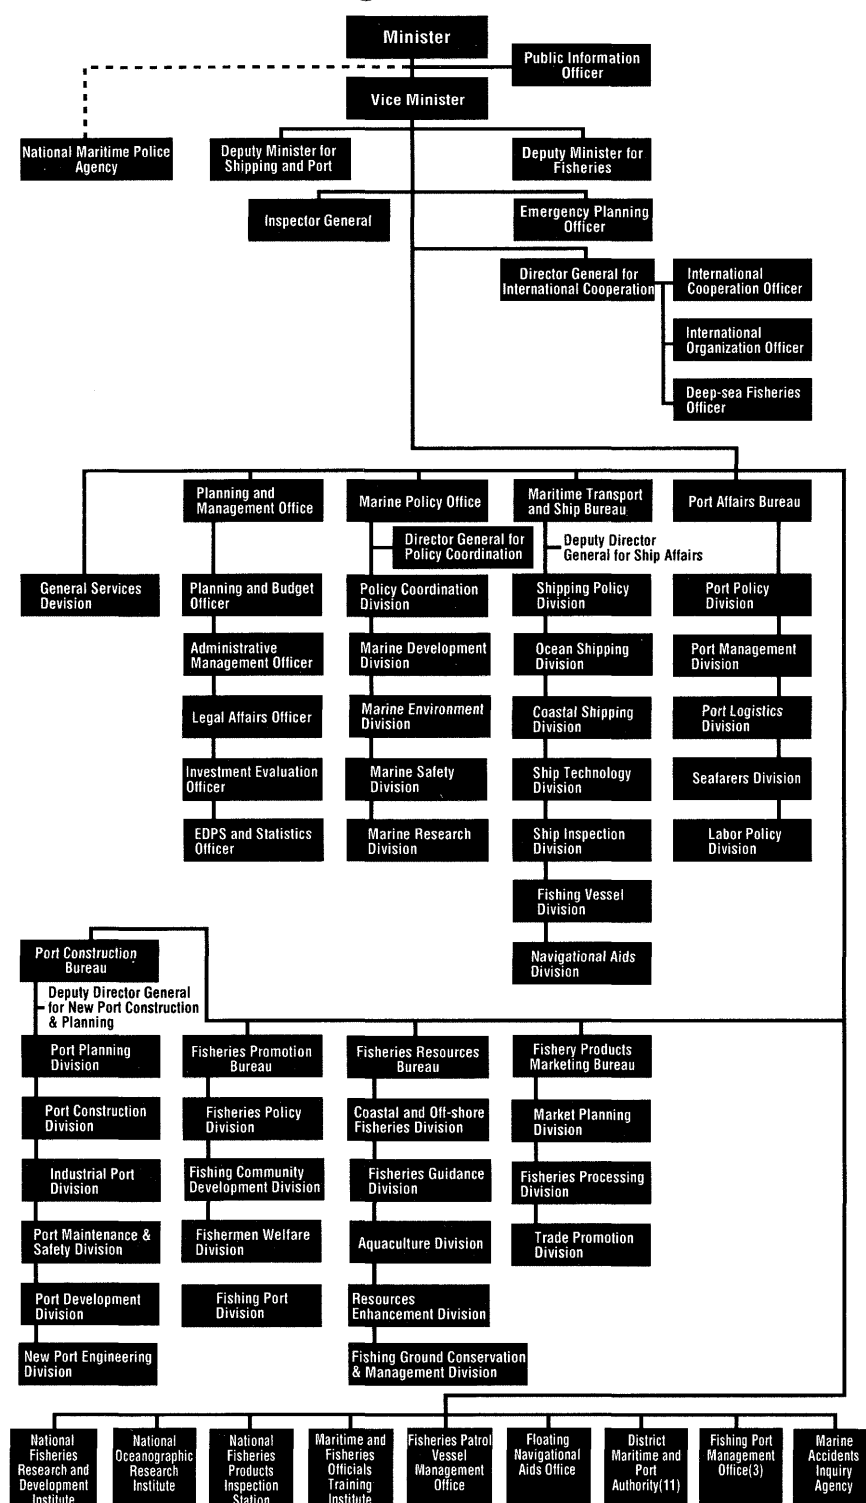 Minister
Public Information
Officer
Vice Minister
National Maritime Police
Agency
Deputy Minister for
Shipping and Port
Deputy Minister for
Fisheries
Inspector General
Emergency Planning
Officer
Director General for
International Cooperation
International
Cooperation Officer
International
Organization Officer
Deep-sea Fisheries
Officer
Planning and
Management Office
Marine Policy Office
Maritime Transport
and Ship Bureau
Port Affairs Bureau
Director General for
Policy Coordination
Deputy Director
General for Ship Affairs
General Services
Devision
Planning and Budget
Officer
Policy Coordination
Division
Shipping Policy
Division
Port Policy
Division
Administrative
Management Officer
Marine Development
Division
Ocean Shipping
Division
Port Management
Division
Legal Affairs Officer
Marine Environment
Division
Coastal Shipping
Division
Port Logistics
Division
Investment Evaluation
Officer
Marine Safety
Division
Ship Technology
Division
Seafarers Division
EDPS and Statistics
Officer
Marine Research
Division
Ship Inspection
Division
Labor Policy
Division
Fishing Vessel
Division
Navigational Aids
Division
Port Construction
Bureau
Deputy Director General
for New Port Construction
& Planning
Port Planning
Division
Fisheries Promotion
Bureau
Fisheries Resources
Bureau
Fishery Products
Marketing Bureau
Port Construction
Division
Fisheries Policy
Division
Coastal and Off-shore
Fisheries Division
Market Planning
Division
Industrial Port
Division
Fishing Community
Development Division
Fisheries Guidance
Division
Fisheries Processing
Division
Port Maintenance &
Safety Division
Fishermen Welfare
Division
Aquaculture Division
Trade Promotion
Division
Port Development
Division
Fishing Port
Division
Resources
Enhancement Division
New Port Engineering
Division
Fishing Ground Conservation
& Management Division
National
Fisheries
Research and
Development
Institute
National
Oceanographic
Research
Institute
National
Fisheries
Products
Inspection
Station
Maritime and
Fisheries
Officials
Training
Institute
Fisheries Patrol
Vessel
Management
Office
Floating
Navigational
Aids Office
District
Maritime and
Port
Authority(11)
Fishing Port
Management
Office(3)
Marine
Accidents
Inquiry
Agency